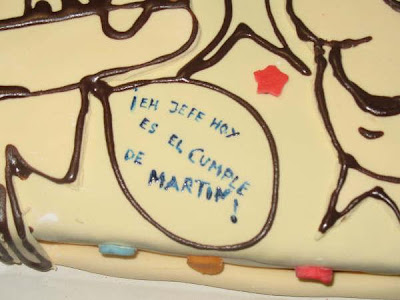 ¡EH JEFE HOY
ES EL CUMPLE
DE MARTIN!